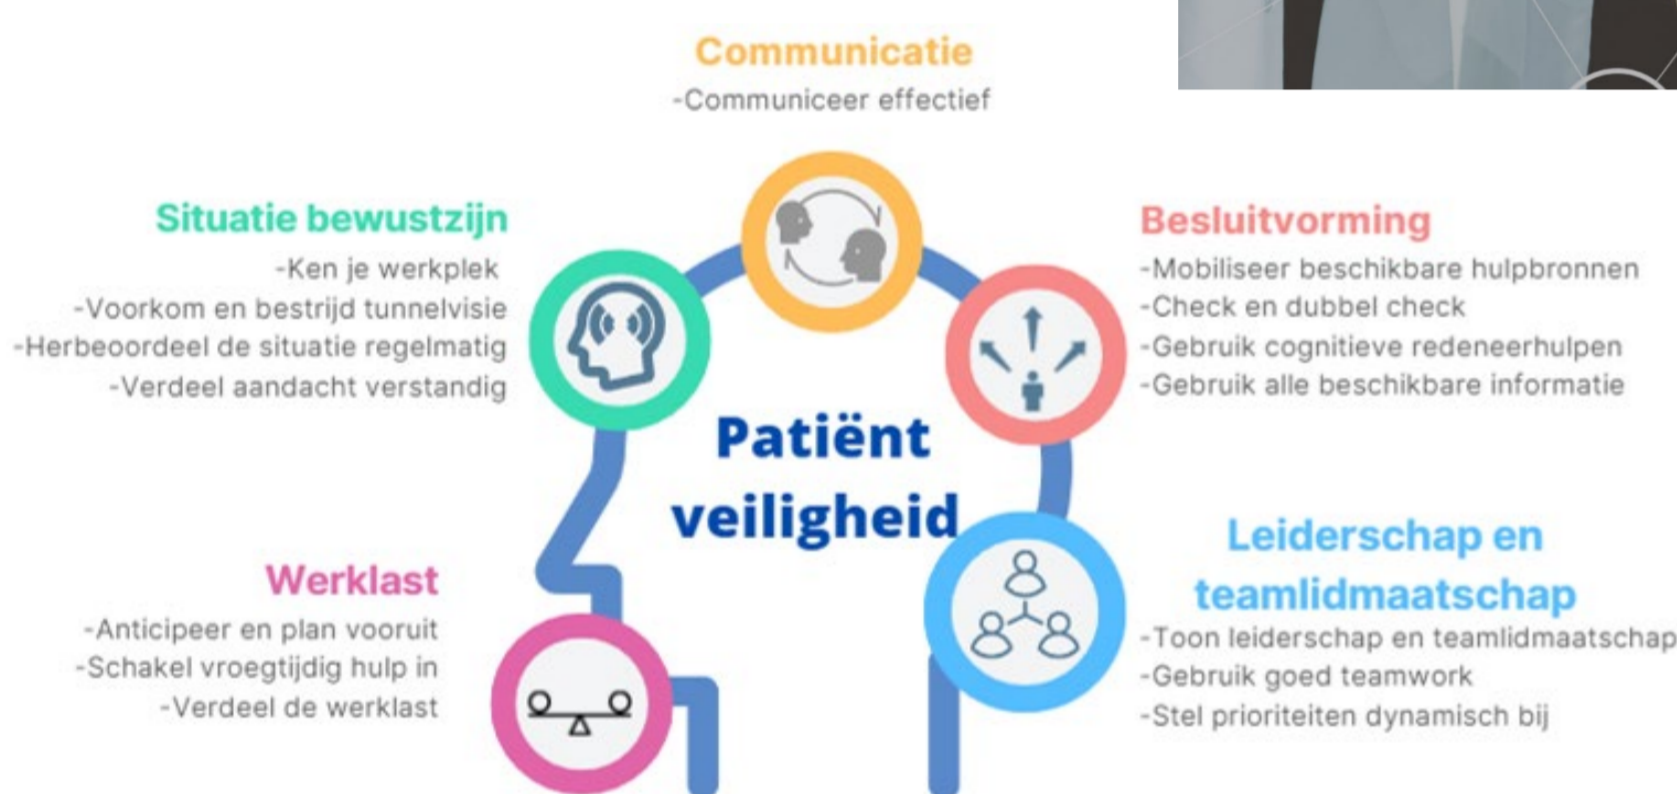 Communicatie
-Communiceer effectief
Situatie bewustzijn
-Ken je werkplek
-Voorkom en bestrijd tunnelvisie
-Herbeoordeel de situatie regelmatig
-Verdeel aandacht verstandig
Besluitvorming
-Mobiliseer beschikbare hulpbronnen
-Check en dubbel check
-Gebruik cognitieve redeneerhulpen
-Gebruik alle beschikbare informatie
Patiënt
veiligheid
Werklast
-Anticipeer en plan vooruit
-Schakel vroegtijdig hulp in
-Verdeel de werklast
Leiderschap en
teamlidmaatschap
-Toon leiderschap en teamlidmaatschap
-Gebruik goed teamwork
-Stel prioriteiten dynamisch bij